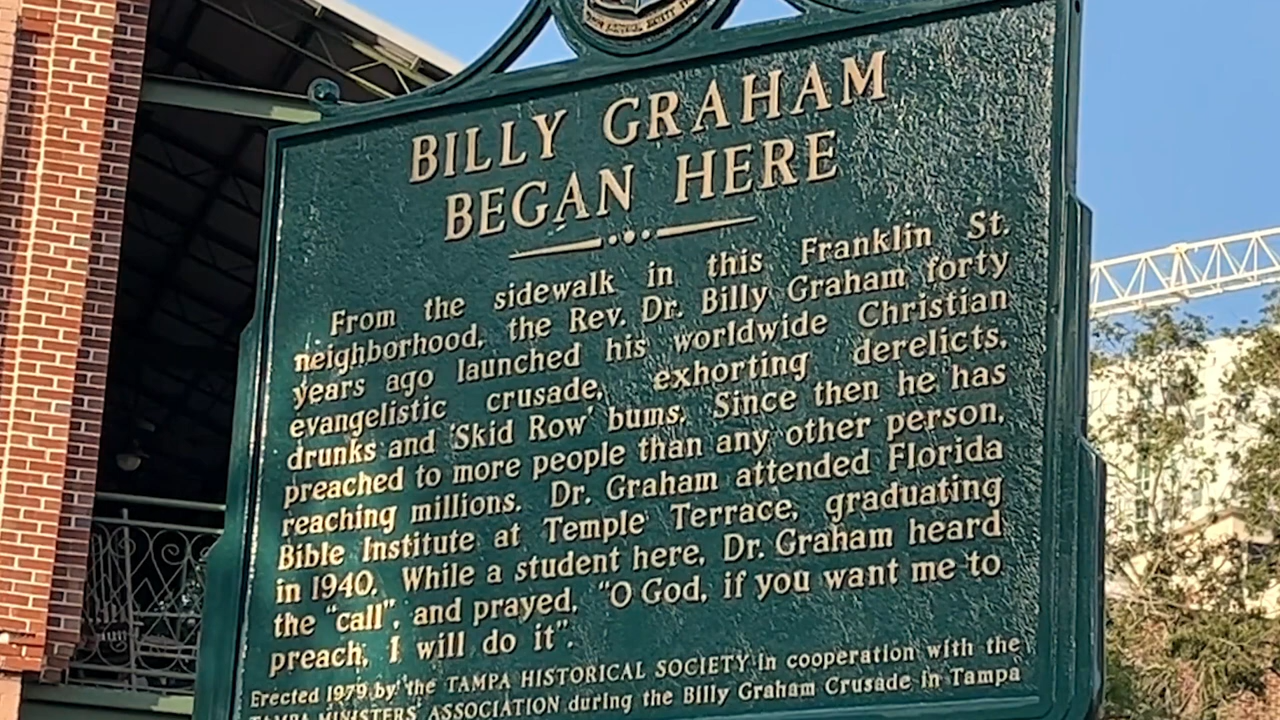 BILLY GRAHAM
BEGAN HERE
From the sidewalk in this Franklin St.
neighborhood, the Rev. Dr. Billy Graham forty
years ago launched his worldwide Christian
evangelistic crusade, exhorting derelicts,
drunks and 'Skid Row' bums. Since then he has
preached to more people than any other person,
reaching millions. Dr. Graham attended Florida
Bible Institute at Temple Terrace, graduating
in 1940. While a student here, Dr. Graham heard
the "call", and prayed, "O God, if you want me to
preach, I will do it".
Erected 1979 by the TAMPA HISTORICAL SOCIETY in cooperation with the
TAMPA MINISTERS' ASSOCIATION during the Billy Graham Crusade in Tampa